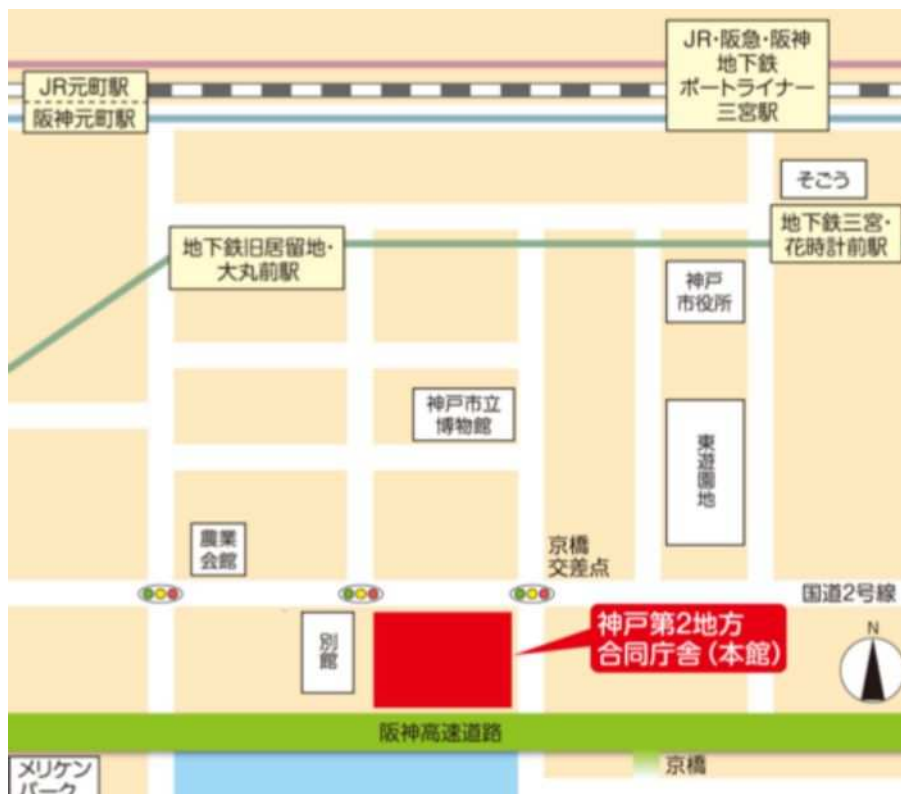 JR・阪急・阪神
地下鉄
ポートライナー
三宮駅
JR元町駅
阪神元町駅
そごう
地下鉄三宮・
花時計前駅
地下鉄旧居留地・
大丸前駅
神戸
市役所
神戸市立
博物館
東遊園地
農業
会館
京橋
交差点
国道2号線
別館
神戸第2地方
合同庁舎(本館)
N
阪神高速道路
メリケン
パーク
京橋